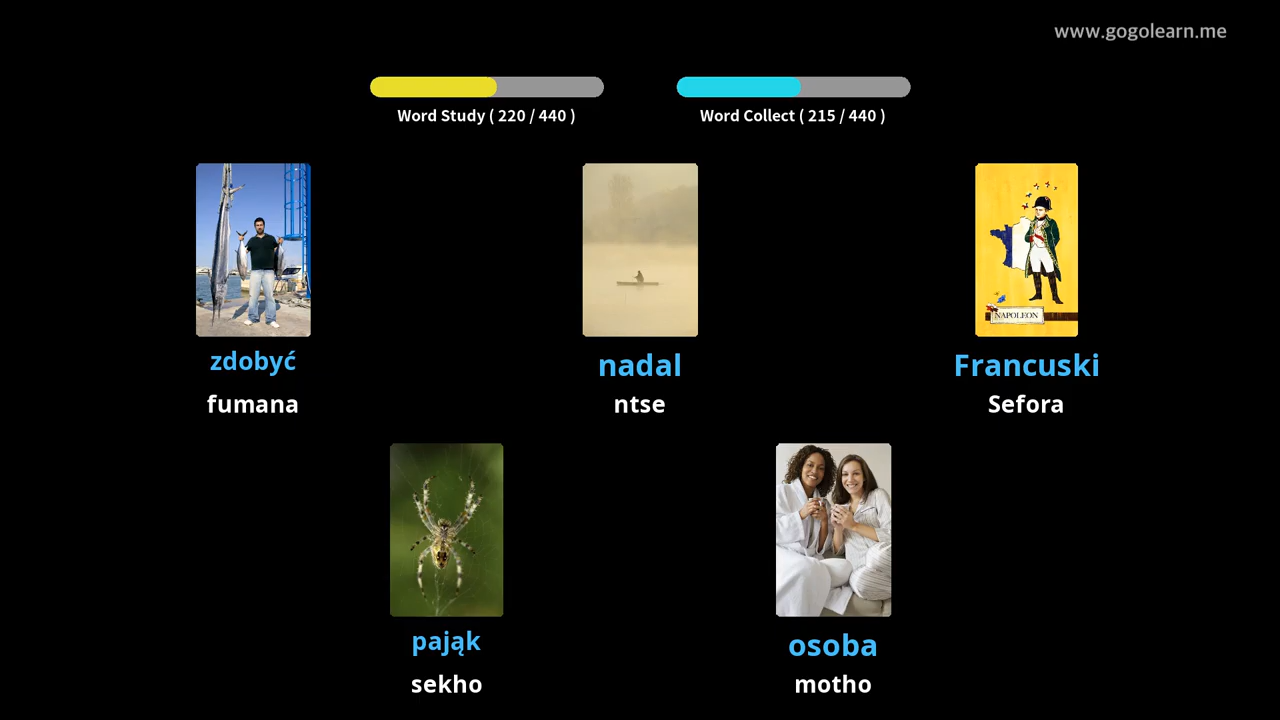 www.gogolearn.me
Word Study ( 220 / 440 )
Word Collect ( 215 / 440 )
NAPOLEON
zdobyć
fumana
nadal
ntse
Francuski
Sefora
pająk
sekho
osoba
motho